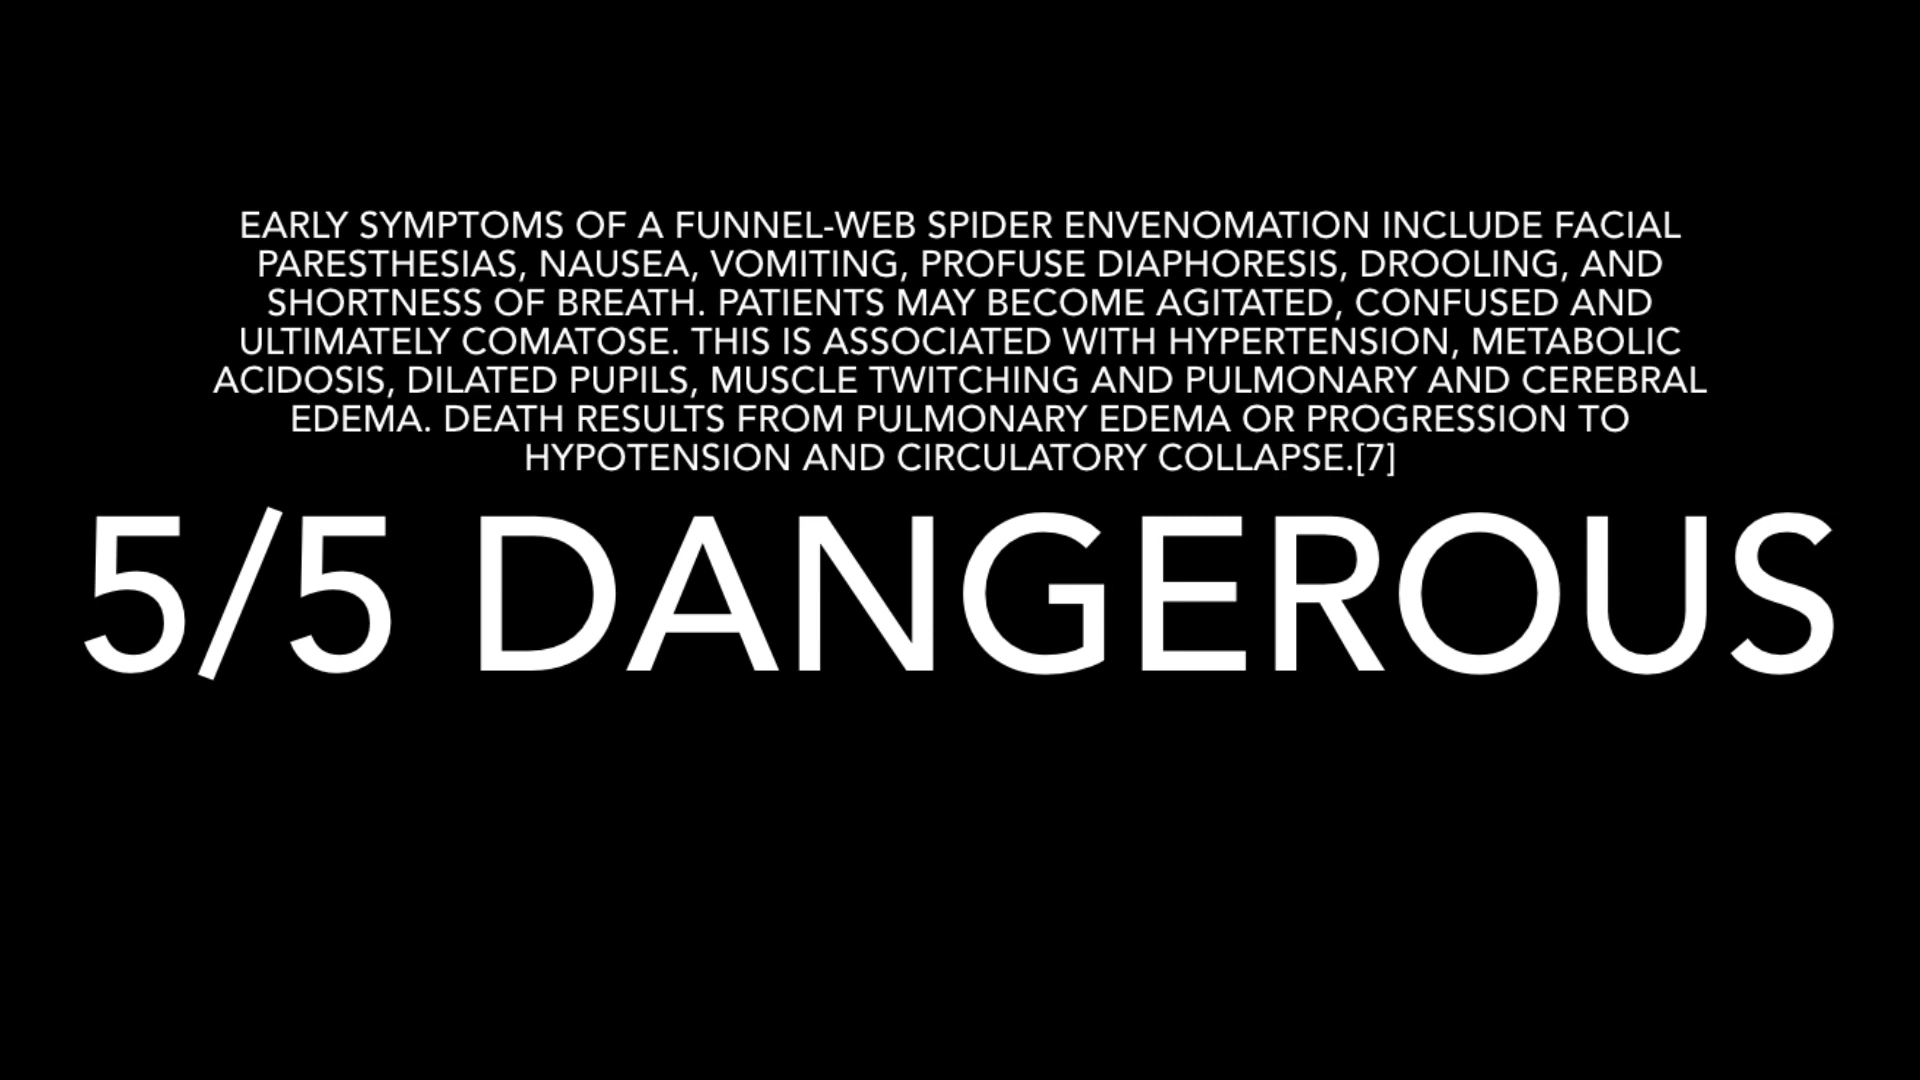 EARLY SYMPTOMS OF A FUNNEL-WEB SPIDER ENVENOMATION INCLUDE FACIAL
PARESTHESIAS, NAUSEA, VOMITING, PROFUSE DIAPHORESIS, DROOLING, AND
SHORTNESS OF BREATH. PATIENTS MAY BECOME AGITATED, CONFUSED AND
ULTIMATELY COMATOSE. THIS IS ASSOCIATED WITH HYPERTENSION, METABOLIC
ACIDOSIS, DILATED PUPILS, MUSCLE TWITCHING AND PULMONARY AND CEREBRAL
EDEMA. DEATH RESULTS FROM PULMONARY EDEMA OR PROGRESSION TO
HYPOTENSION AND CIRCULATORY COLLAPSE.[7]
5/5 DANGEROUS